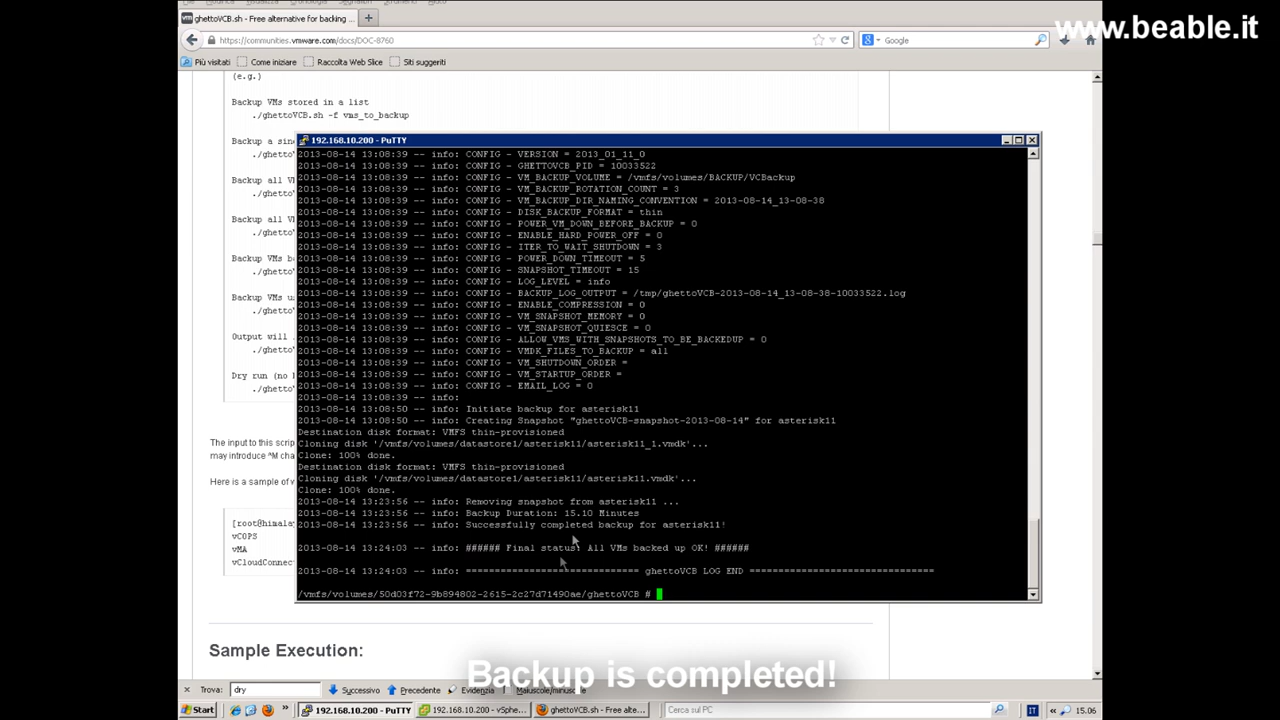 www.beable.it
ghettoVCB.sh - Free alternative for backing ...
https://communities.vmware.com/docs/DOC-8760
Google
Più visitati
Come iniziare
Raccolta Web Slice
Siti suggeriti
(e.g.)
Backup VMs stored in a list
./ghettoVCB.sh -f vms_to_backup
Backup a sin
./ghetto
Backup all V
./ghetto
Backup all V
./ghetto
Backup VMs b
./ghetto
Backup VMs u
./ghetto
Output will
./ghetto
Dry run (no
./ghetto
The input to this scrip
may introduce ^M cha
Here is a sample of v
[root@himala
vCOPS
vMA
vCloudConnec
192.168.10.200 - PuTTY
2013-08-14 13:08:39 -- info: CONFIG - VERSION = 2013_01_11_0
2013-08-14 13:08:39 -- info: CONFIG - GHETTOVCB_PID = 10033522
2013-08-14 13:08:39 -- info: CONFIG - VM_BACKUP_VOLUME = /vmfs/volumes/BACKUP/VCBackup
2013-08-14 13:08:39 -- info: CONFIG - VM_BACKUP_ROTATION_COUNT = 3
2013-08-14 13:08:39 -- info: CONFIG - VM_BACKUP_DIR_NAMING_CONVENTION = 2013-08-14_13-08-38
2013-08-14 13:08:39 -- info: CONFIG - DISK_BACKUP_FORMAT = thin
2013-08-14 13:08:39 -- info: CONFIG - POWER_VM_DOWN_BEFORE_BACKUP = 0
2013-08-14 13:08:39 -- info: CONFIG - ENABLE_HARD_POWER_OFF = 0
2013-08-14 13:08:39 -- info: CONFIG - ITER_TO_WAIT_SHUTDOWN = 3
2013-08-14 13:08:39 -- info: CONFIG - POWER_DOWN_TIMEOUT = 5
2013-08-14 13:08:39 -- info: CONFIG - SNAPSHOT_TIMEOUT = 15
2013-08-14 13:08:39 -- info: CONFIG - LOG_LEVEL = info
2013-08-14 13:08:39 -- info: CONFIG - BACKUP_LOG_OUTPUT = /tmp/ghettoVCB-2013-08-14_13-08-38-10033522.log
2013-08-14 13:08:39 -- info: CONFIG - ENABLE_COMPRESSION = 0
2013-08-14 13:08:39 -- info: CONFIG - VM_SNAPSHOT_MEMORY = 0
2013-08-14 13:08:39 -- info: CONFIG - VM_SNAPSHOT_QUIESCE = 0
2013-08-14 13:08:39 -- info: CONFIG - ALLOW_VMS_WITH_SNAPSHOTS_TO_BE_BACKEDUP = 0
2013-08-14 13:08:39 -- info: CONFIG - VMDK_FILES_TO_BACKUP = all
2013-08-14 13:08:39 -- info: CONFIG - VM_SHUTDOWN_ORDER =
2013-08-14 13:08:39 -- info: CONFIG - VM_STARTUP_ORDER =
2013-08-14 13:08:39 -- info: CONFIG - EMAIL_LOG = 0
2013-08-14 13:08:39 -- info:
2013-08-14 13:08:50 -- info: Initiate backup for asterisk11
2013-08-14 13:08:50 -- info: Creating Snapshot "ghettoVCB-snapshot-2013-08-14" for asterisk11
Destination disk format: VMFS thin-provisioned
Cloning disk '/vmfs/volumes/datastore1/asterisk11/asterisk11_1.vmdk'...
Clone: 100% done.
Destination disk format: VMFS thin-provisioned
Cloning disk '/vmfs/volumes/datastore1/asterisk11/asterisk11.vmdk'...
Clone: 100% done.
2013-08-14 13:23:56 -- info: Removing snapshot from asterisk11 ...
2013-08-14 13:23:56 -- info: Backup Duration: 15.10 Minutes
2013-08-14 13:23:56 -- info: Successfully completed backup for asterisk11!
2013-08-14 13:24:03 -- info: ###### Final status: All VMs backed up OK! ######
2013-08-14 13:24:03 -- info: ============================== ghettoVCB LOG END ================================
/vmfs/volumes/50d03f72-9b894802-2615-2c27d71490ae/ghettoVCB #
Sample Execution:
Backup is completed!
Trova: dry
Successivo
Precedente
Evidenzia
Maiuscole/minuscole
Start
192.168.10.200 - PuTTY
192.168.10.200 - vSphe...
ghettoVCB.sh - Free alte...
Cerca sul PC
IT
15.06